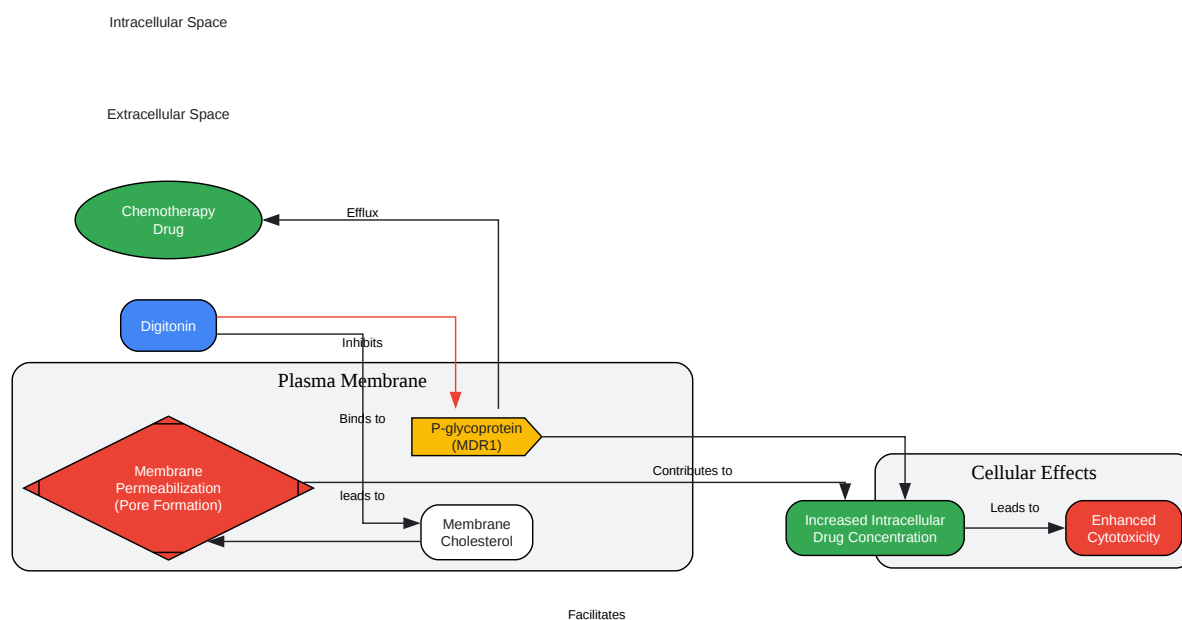 Intracellular Space
Extracellular Space
Chemotherapy
Drug
Efflux
Digitonin
Inhibits
Plasma Membrane
Binds to
P-glycoprotein
(MDR1)
Membrane
Permeabilization
(Pore Formation)
Contributes to
Cellular Effects
leads to
Membrane
Cholesterol
Increased Intracellular
Drug Concentration
Leads to
Enhanced
Cytotoxicity
Facilitates